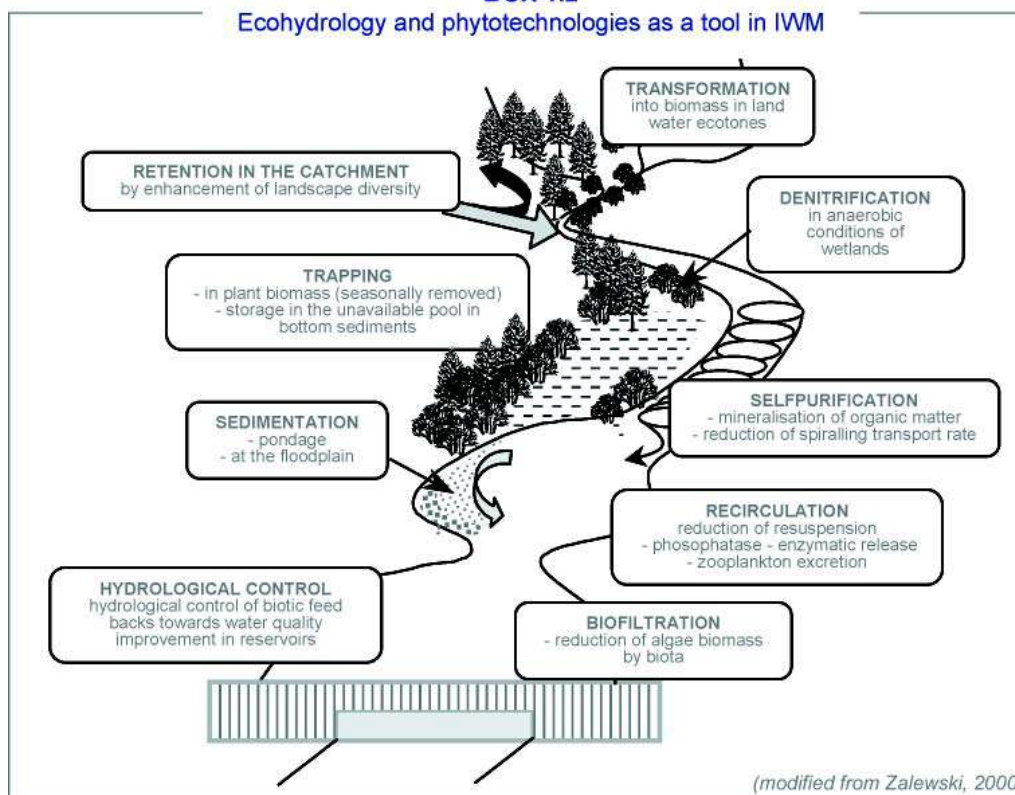 Ecohydrology and phytotechnologies as a tool in IWM
TRANSFORMATION
into biomass in land
water ecotones
RETENTION IN THE CATCHMENT
by enhancement of landscape diversity
DENITRIFICATION
in anaerobic
conditions of
wetlands
TRAPPING
- in plant biomass (seasonally removed)
- storage in the unavailable pool in
bottom sediments
SELFPURIFICATION
- mineralisation of organic matter
- reduction of spiralling transport rate
SEDIMENTATION
- pondage
- at the floodplain
RECIRCULATION
reduction of resuspension
- phosophatase - enzymatic release
- zooplankton excretion
HYDROLOGICAL CONTROL
hydrological control of biotic feed
backs towards water quality
improvement in reservoirs
BIOFILTRATION
- reduction of algae biomass
by biota
(modified from Zalewski, 2000